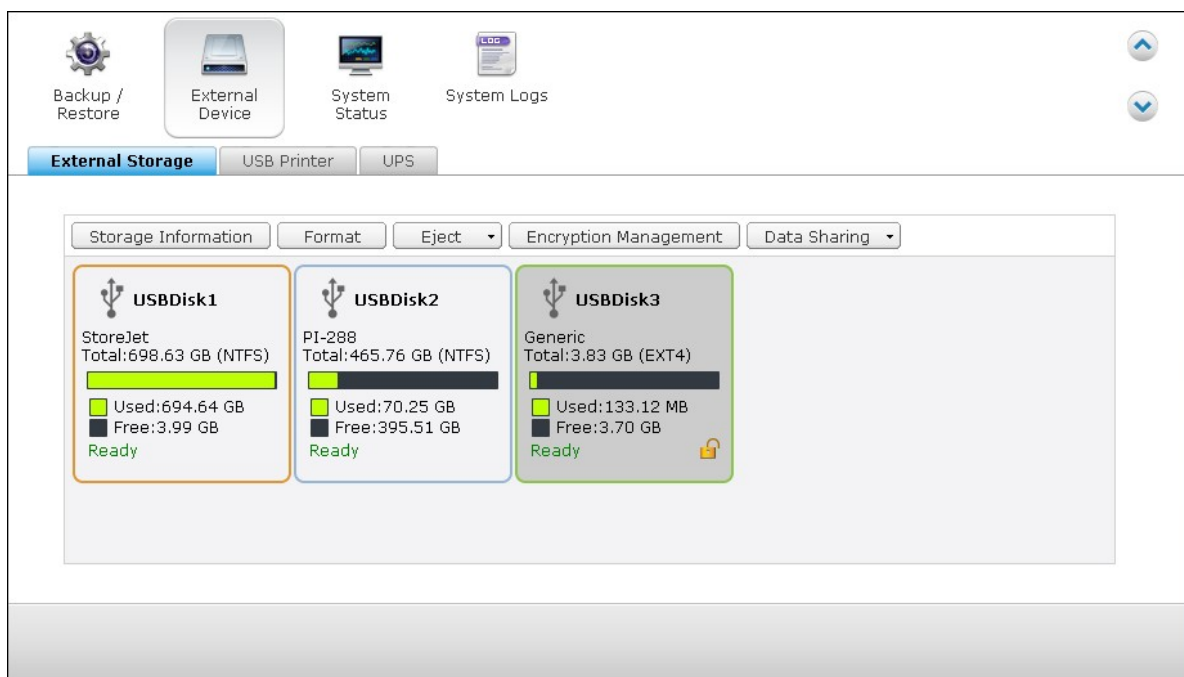 LOG
Backup /
Restore
External
Device
System
Status
System Logs
External Storage
USB Printer
UPS
Storage Information
Format
Eject
Encryption Management
Data Sharing
USBDisk1
StoreJet
Total:698.63 GB (NTFS)
Used:694.64 GB
Free:3.99 GB
Ready
USBDisk2
PI-288
Total:465.76 GB (NTFS)
Used:70.25 GB
Free:395.51 GB
Ready
USBDisk3
Generic
Total:3.83 GB (EXT4)
Used:133.12 MB
Free:3.70 GB
Ready